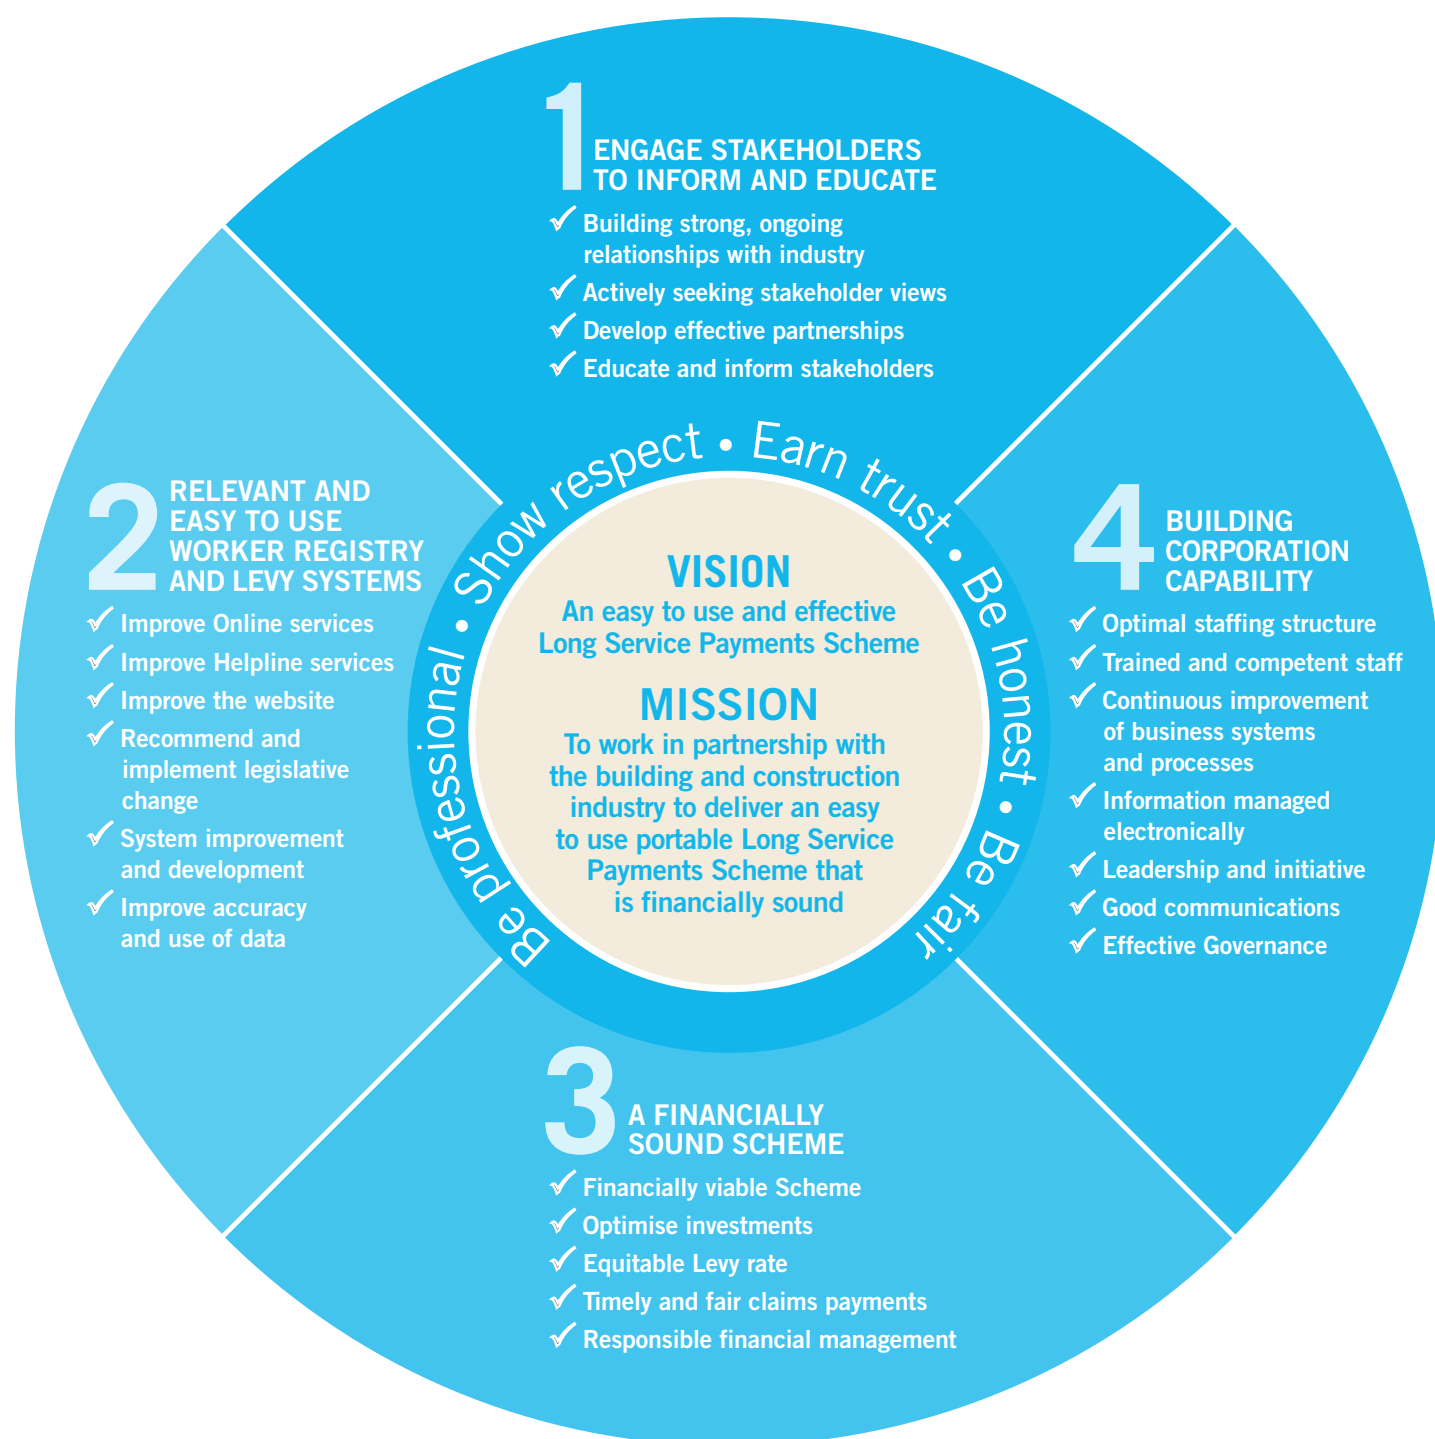 1
ENGAGE STAKEHOLDERS
TO INFORM AND EDUCATE
Building strong, ongoing
relationships with industry
Actively seeking stakeholder views
Develop effective partnerships
Educate and inform stakeholders
2
RELEVANT AND
EASY TO USE
WORKER REGISTRY
AND LEVY SYSTEMS
Improve Online services
Improve Helpline services
Improve the website
Recommend and
implement legislative
change
System improvement
and development
Improve accuracy
and use of data
Be professional • Show respect • Earn trust • Be honest • Be fair
VISION
An easy to use and effective
Long Service Payments Scheme
MISSION
To work in partnership with
the building and construction
industry to deliver an easy
to use portable Long Service
Payments Scheme that
is financially sound
4
BUILDING
CORPORATION
CAPABILITY
Optimal staffing structure
Trained and competent staff
Continuous improvement
of business systems
and processes
Information managed
electronically
Leadership and initiative
Good communications
Effective Governance
3
A FINANCIALLY
SOUND SCHEME
Financially viable Scheme
Optimise investments
Equitable Levy rate
Timely and fair claims payments
Responsible financial management